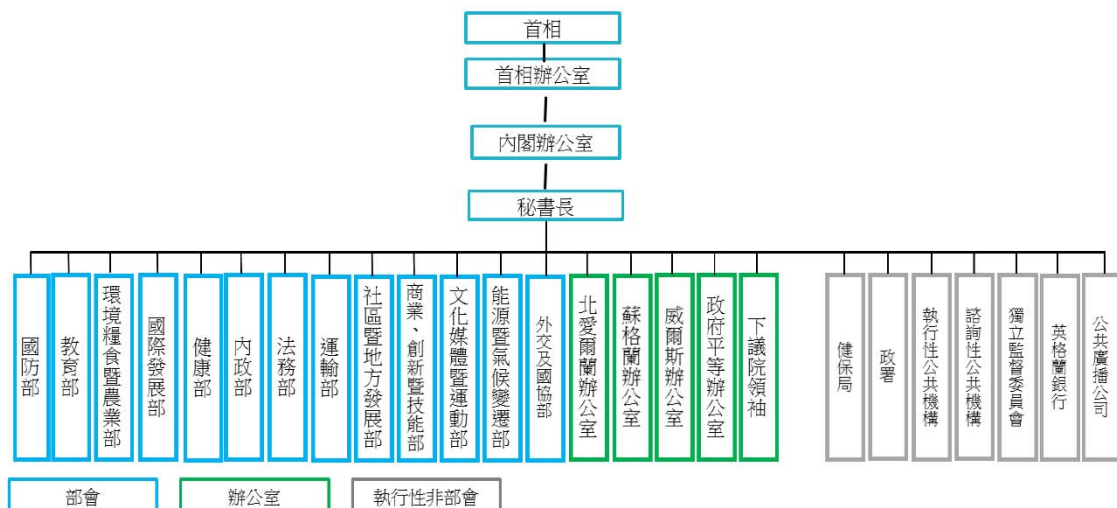 首相
首相辦公室
內閣辦公室
秘書長
國防部
教育部
環境糧食暨農業部
國際發展部
健康部
內政部
法務部
運輸部
社區暨地方發展部
商業、創新暨技能部
文化媒體暨運動部
能源暨氣候變遷部
外交及國協部
北愛爾蘭辦公室
蘇格蘭辦公室
威爾斯辦公室
政府平等辦公室
下議院領袖
健保局
政署
執行性公共機構
諮詢性公共機構
獨立監督委員會
英格蘭銀行
公共廣播公司
部會
辦公室
執行性非部會